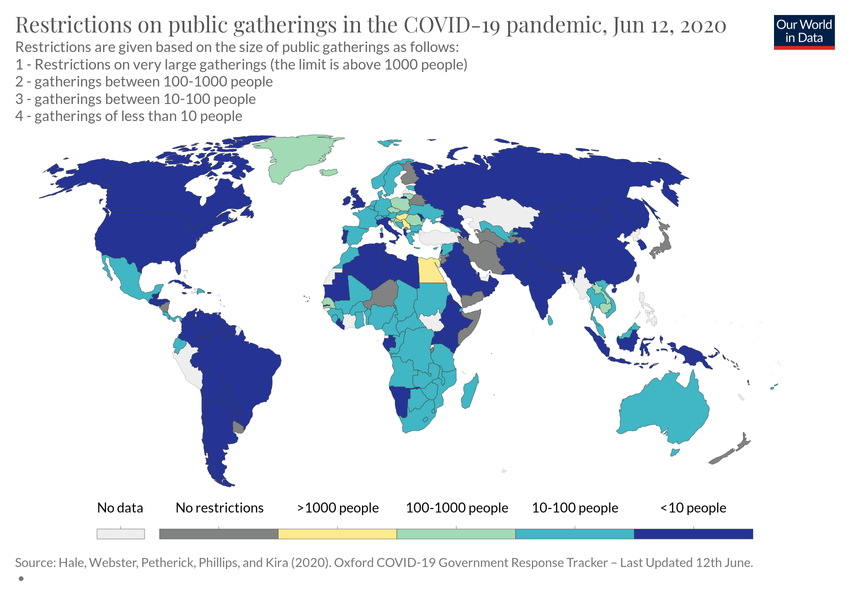 Restrictions on public gatherings in the COVID-19 pandemic, Jun 12, 2020
Our World
in Data
Restrictions are given based on the size of public gatherings as follows:
1 - Restrictions on very large gatherings (the limit is above 1000 people)
2 - gatherings between 100-1000 people
3 - gatherings between 10-100 people
4 - gatherings of less than 10 people
No data
No restrictions
>1000 people
100-1000 people
10-100 people
<10 people
Source: Hale, Webster, Petherick, Phillips, and Kira (2020). Oxford COVID-19 Government Response Tracker – Last Updated 12th June.